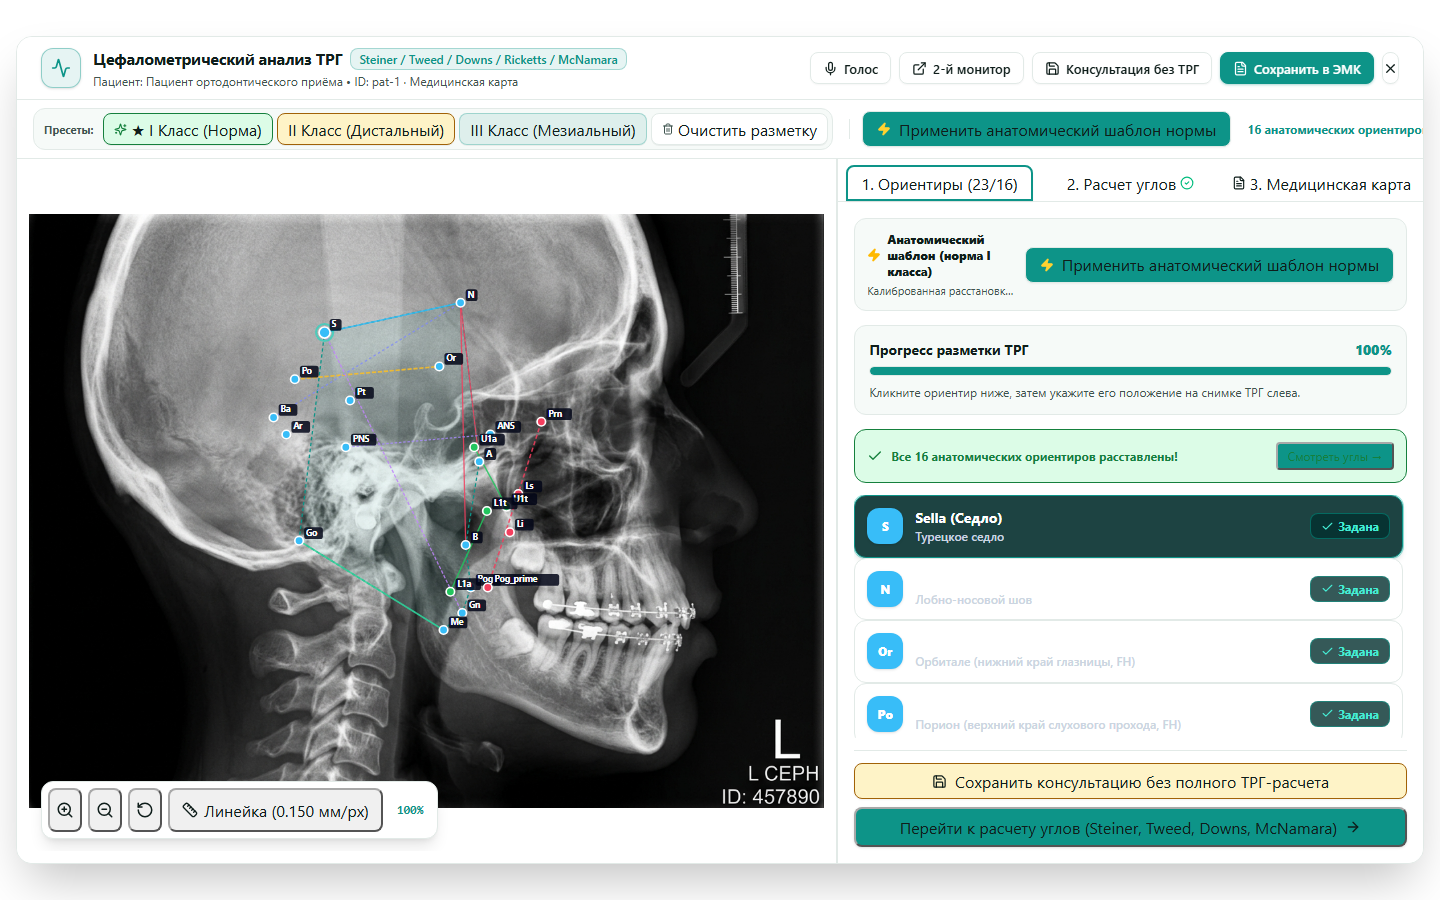 Цефалометрический анализ ТРГ
Steiner / Tweed / Downs / Ricketts / McNamara
Пациент: Пациент ортодонтического приёма • ID: pat-1 · Медицинская карта
Голос
2-й монитор
Консультация без ТРГ
Сохранить в ЭМК
Пресеты:
★ I Класс (Норма)
II Класс (Дистальный)
III Класс (Мезиальный)
Очистить разметку
Применить анатомический шаблон нормы
16 анатомических ориентиро
1. Ориентиры (23/16)
2. Расчет углов
3. Медицинская карта
Анатомический
шаблон (норма I
класса)
Калиброванная расстановк...
Применить анатомический шаблон нормы
Прогресс разметки ТРГ
100%
Кликните ориентир ниже, затем укажите его положение на снимке ТРГ слева.
Все 16 анатомических ориентиров расставлены!
Смотреть углы →
S
Sella (Седло)
Турецкое седло
Задана
N
Лобно-носовой шов
Задана
Or
Орбитале (нижний край глазницы, FH)
Задана
Po
Порион (верхний край слухового прохода, FH)
Задана
Сохранить консультацию без полного ТРГ-расчета
Перейти к расчету углов (Steiner, Tweed, Downs, McNamara)
N
S
Or
Po
Pt
Ba
Ar
PNS
ANS
Prn
U1a
A
Ls
L1t
U1t
Li
Go
B
L1a
Pog
Pog_prime
Gn
Me
L
L CEPH
ID: 457890
Линейка (0.150 мм/px)
100%